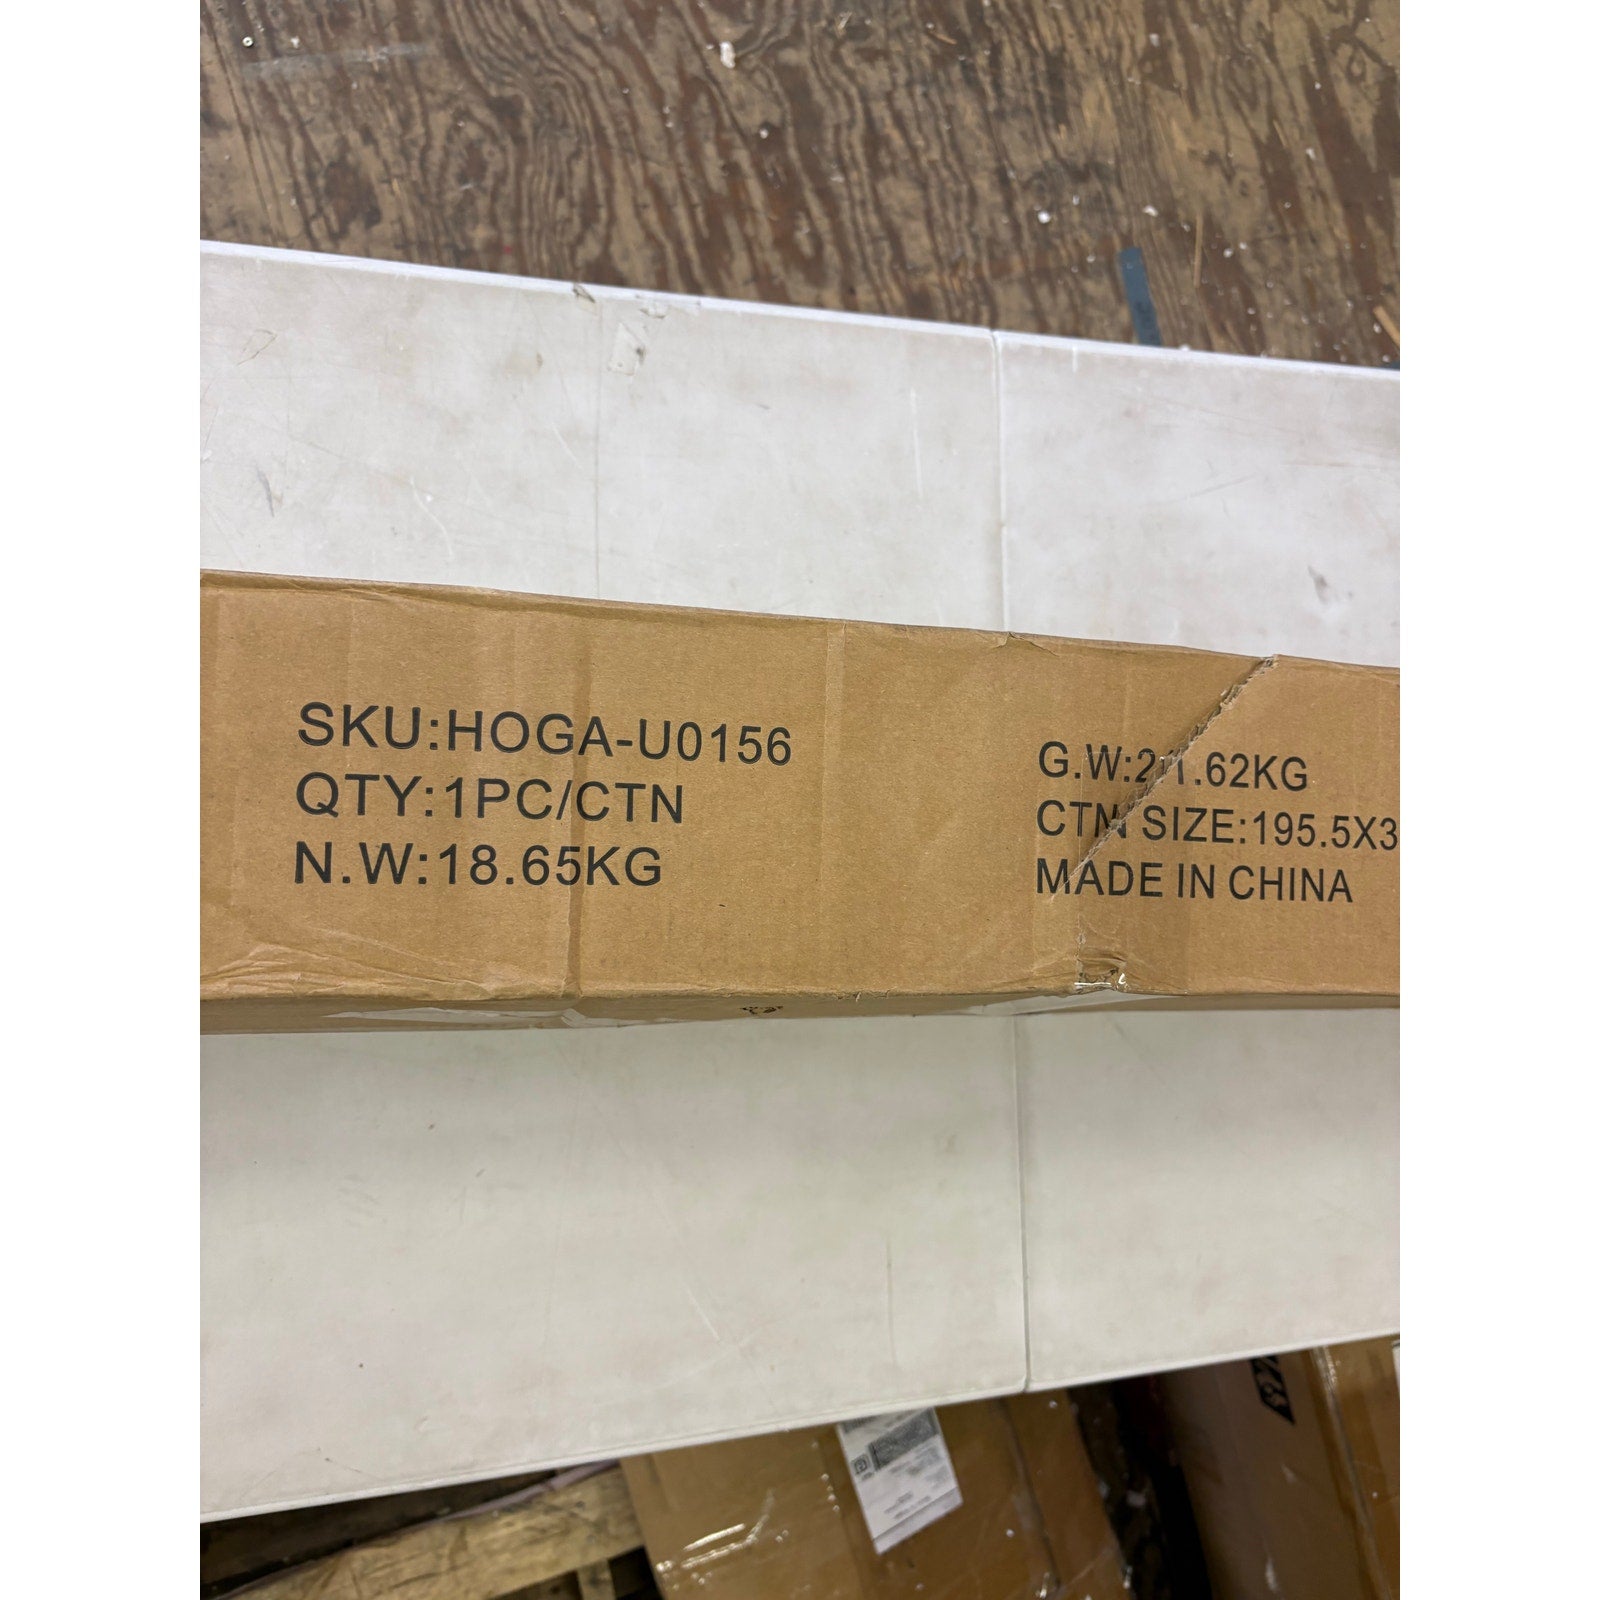 SKU:HOGA-U0156
QTY:1PC/CTN
N.W:18.65KG
G.W:21.62KG
CTN SIZE:195.5X3
MADE IN CHINA